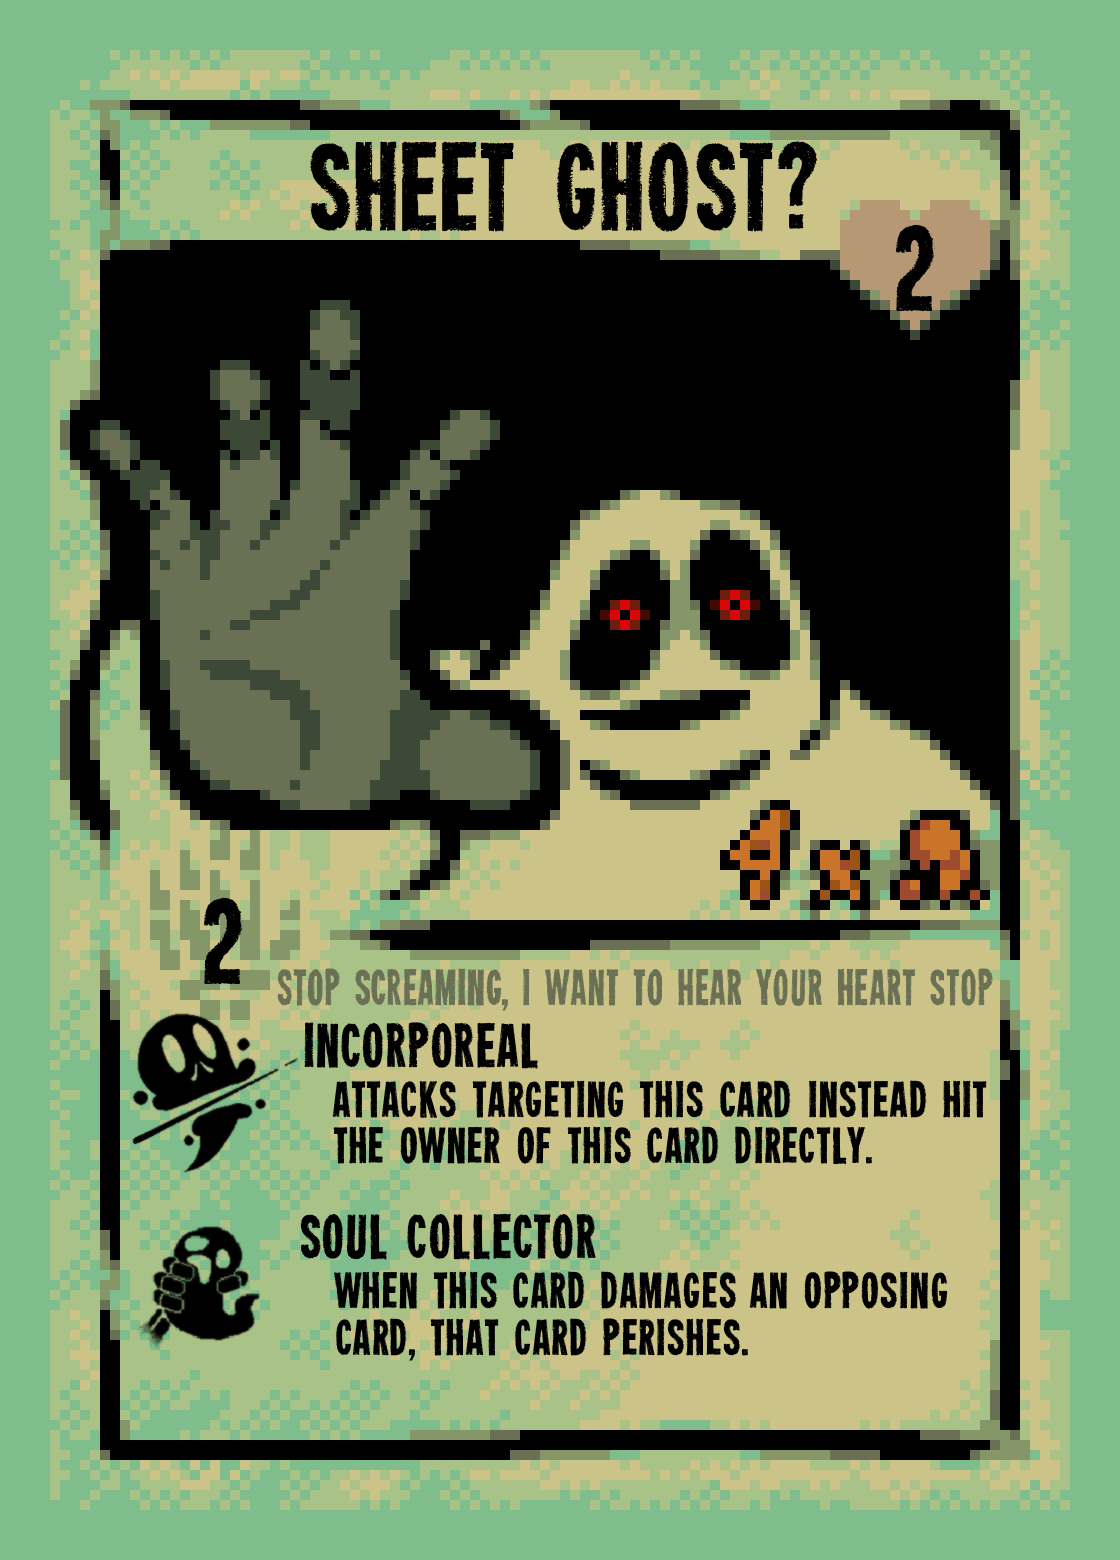 SHEET GHOST?
2
1 x
2
STOP SCREAMING, I WANT TO HEAR YOUR HEART STOP
INCORPOREAL
ATTACKS TARGETING THIS CARD INSTEAD HIT
THE OWNER OF THIS CARD DIRECTLY.
SOUL COLLECTOR
WHEN THIS CARD DAMAGES AN OPPOSING
CARD, THAT CARD PERISHES.